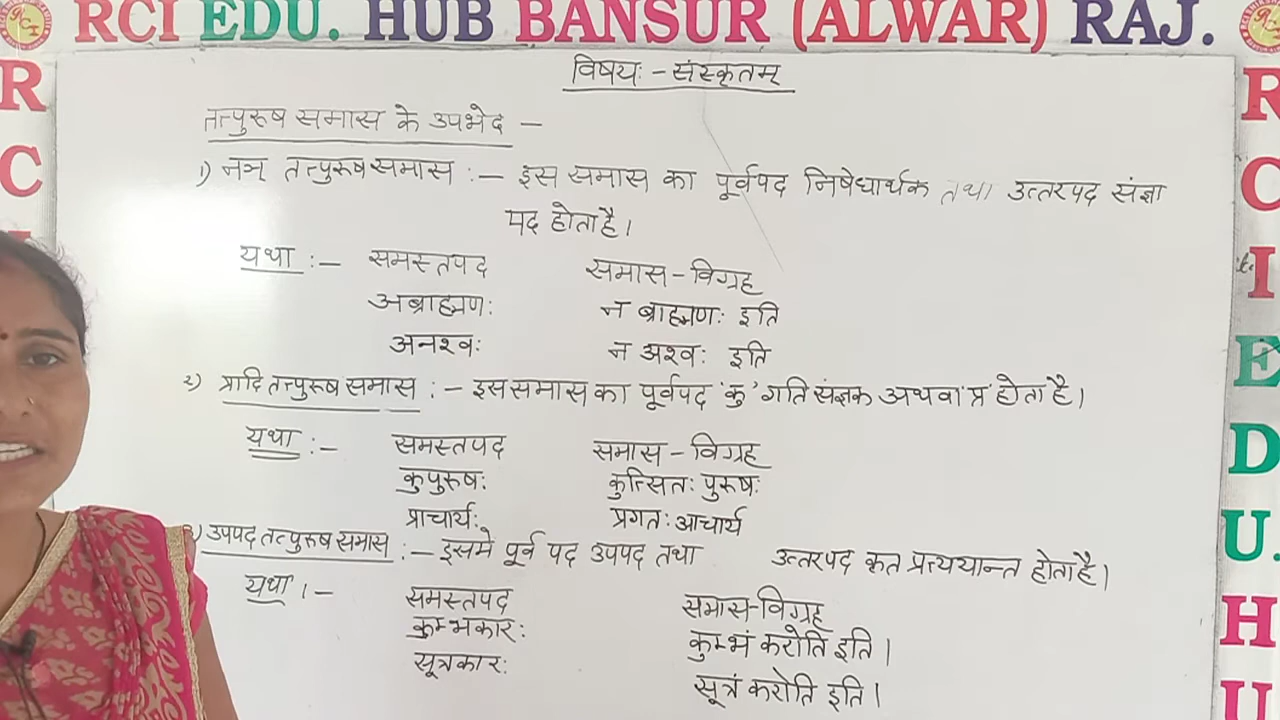 RCI EDU. HUB BANSUR (ALWAR) RAJ.
विषयः - संस्कृतम्
तत्पुरुष समास के उपभेद -
1) नञ् तत्पुरुष समास :- इस समास का पूर्वपद निषेधार्थक तथा उत्तरपद संज्ञा
पद होता है।
यथा :- समस्तपद समास - विग्रह
अब्राह्मणः न ब्राह्मणः इति
अनश्वः न अश्वः इति
२) प्रादि तत्पुरुष समास :- इस समास का पूर्वपद 'कु' गति संज्ञक अथवा 'प्र' होता है।
यथा :- समस्तपद समास - विग्रह
कुपुरुषः कुत्सितः पुरुषः
प्राचार्यः प्रगतः आचार्य
३) उपपद तत्पुरुष समास :- इसमे पूर्व पद उपपद तथा उत्तरपद कृत प्रत्ययान्त होता है।
यथा।- समस्तपद समास-विग्रह
कुम्भकारः कुम्भं करोति इति।
सूत्रकारः सूत्रं करोति इति।
R
C
I
R
C
I
E
D
U.
H
U